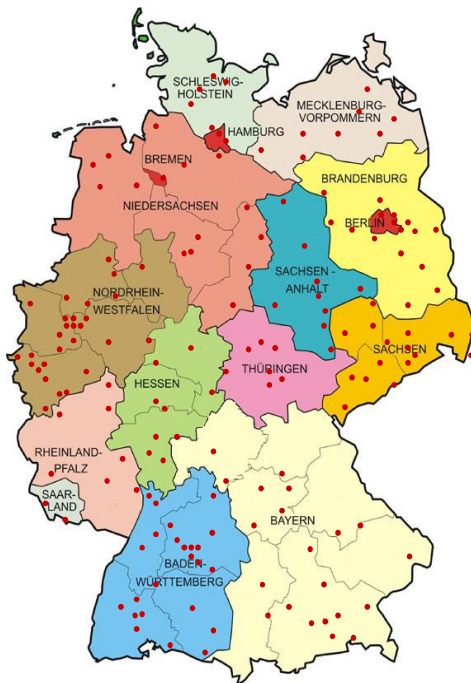 SCHLESWIG-
HOLSTEIN
MECKLENBURG-
VORPOMMERN
HAMBURG
BREMEN
BRANDENBURG
NIEDERSACHSEN
BERLIN
SACHSEN -
ANHALT
NORDRHEIN-
WESTFALEN
SACHSEN
THÜRINGEN
HESSEN
RHEINLAND-
PFALZ
SAAR-
LAND
BAYERN
BADEN-
WÜRTTEMBERG